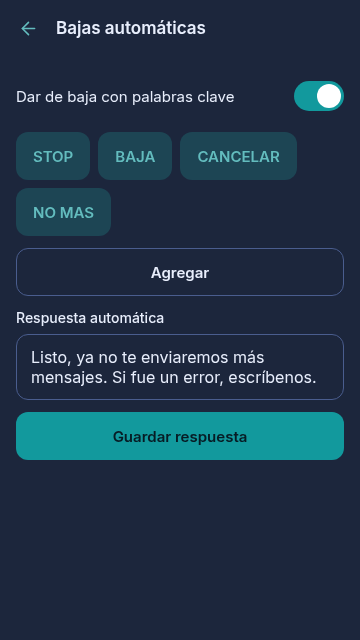 Bajas automáticas
Dar de baja con palabras clave
STOP
BAJA
CANCELAR
NO MAS
Agregar
Respuesta automática
Listo, ya no te enviaremos más
mensajes. Si fue un error, escríbenos.
Guardar respuesta